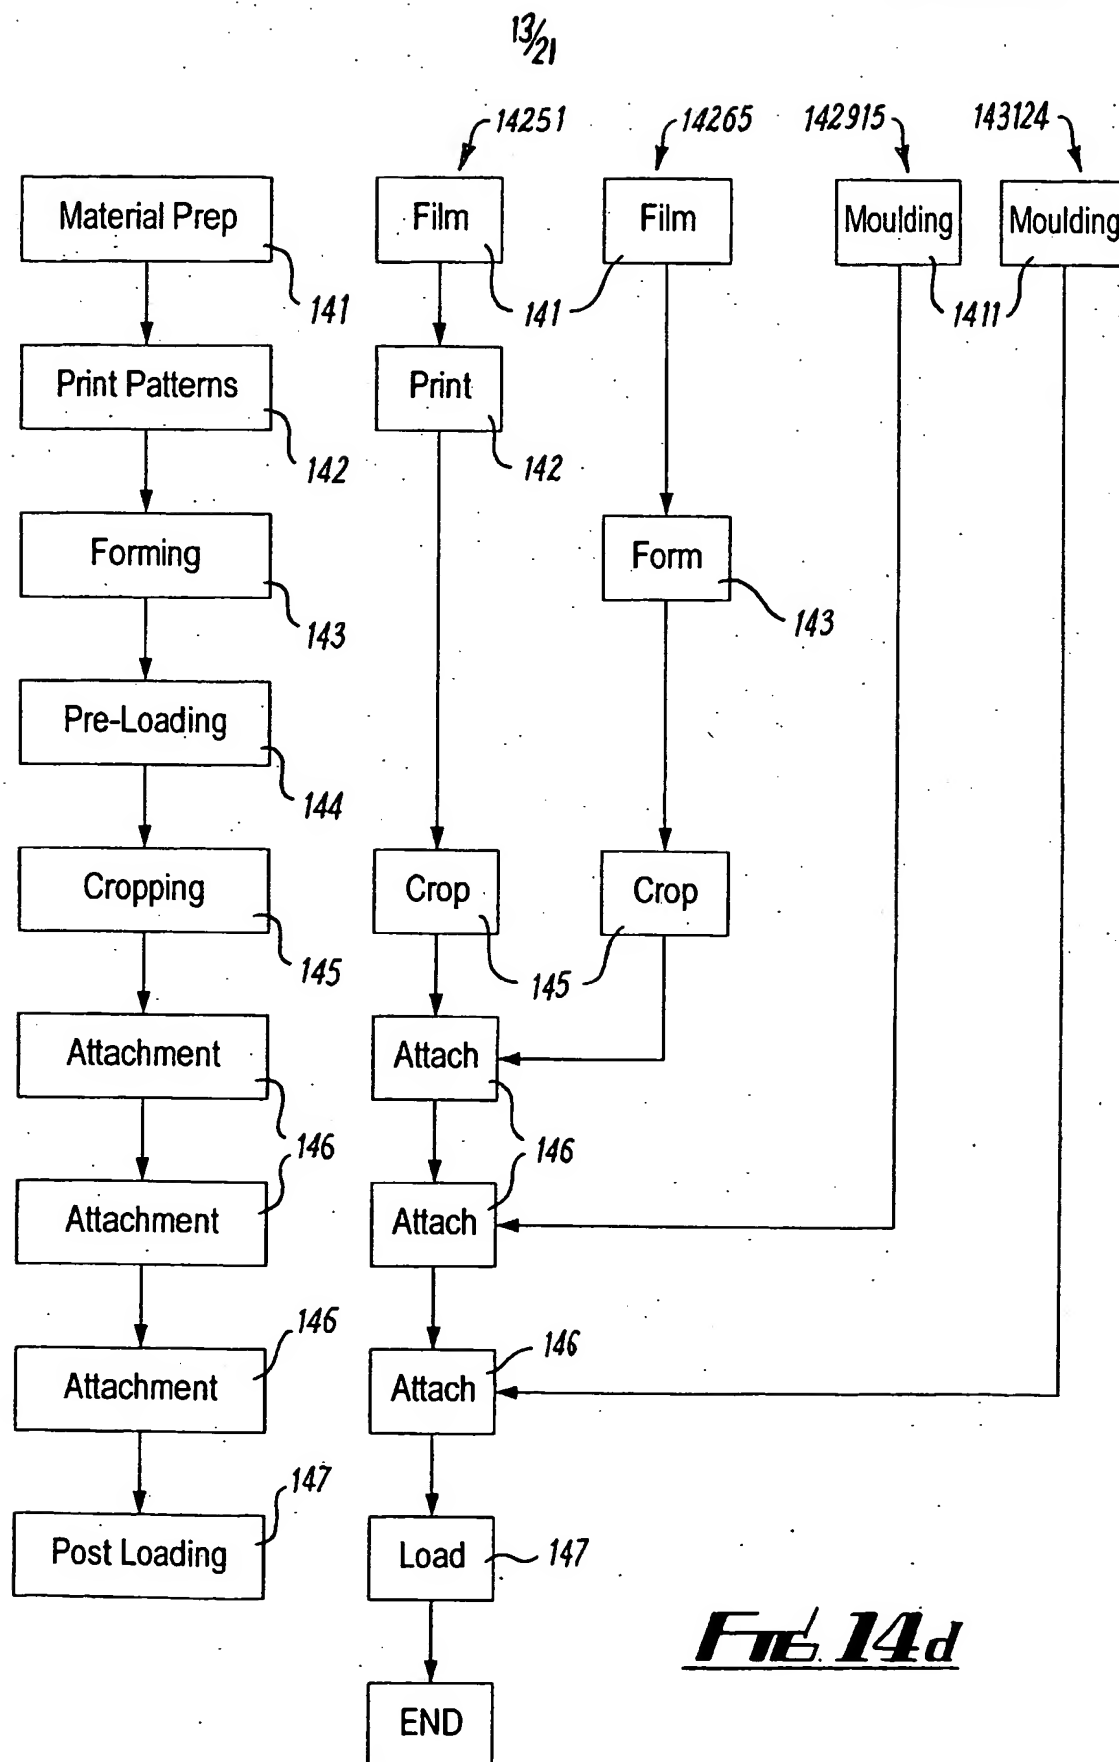 13/21
14251 14265 142915 143124
Material Prep Film Film Moulding Moulding
141 141 1411
Print Patterns Print
142 142
Forming Form
143 143
Pre-Loading
144
Cropping Crop Crop
145 145
Attachment Attach
146 146
Attachment Attach
146 146
Attachment Attach
147
Post Loading Load 147
END
FIG. 14d